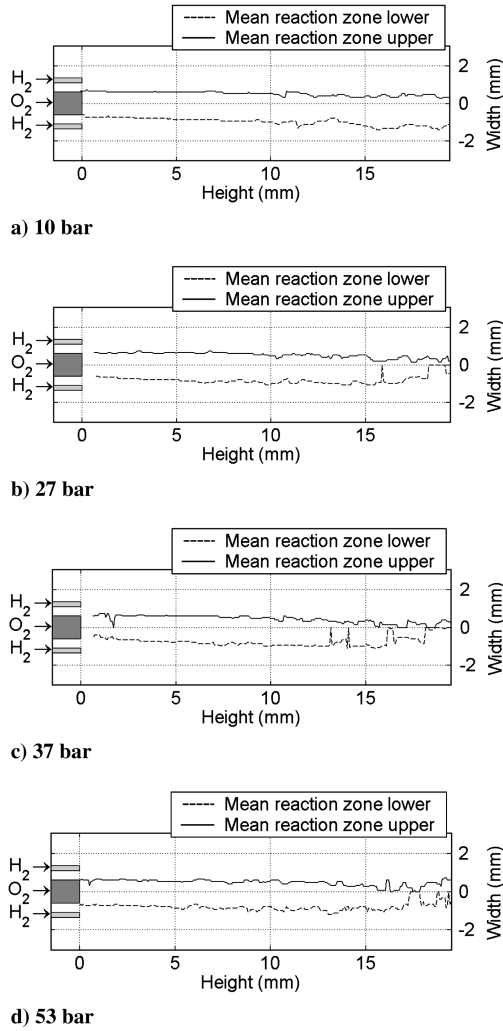 Mean reaction zone lower
Mean reaction zone upper
H2
O2
H2
2
0
-2
Width (mm)
0 5 10 15
Height (mm)
a) 10 bar
Mean reaction zone lower
Mean reaction zone upper
H2
O2
H2
2
0
-2
Width (mm)
0 5 10 15
Height (mm)
b) 27 bar
Mean reaction zone lower
Mean reaction zone upper
H2
O2
H2
2
0
-2
Width (mm)
0 5 10 15
Height (mm)
c) 37 bar
Mean reaction zone lower
Mean reaction zone upper
H2
O2
H2
2
0
-2
Width (mm)
0 5 10 15
Height (mm)
d) 53 bar